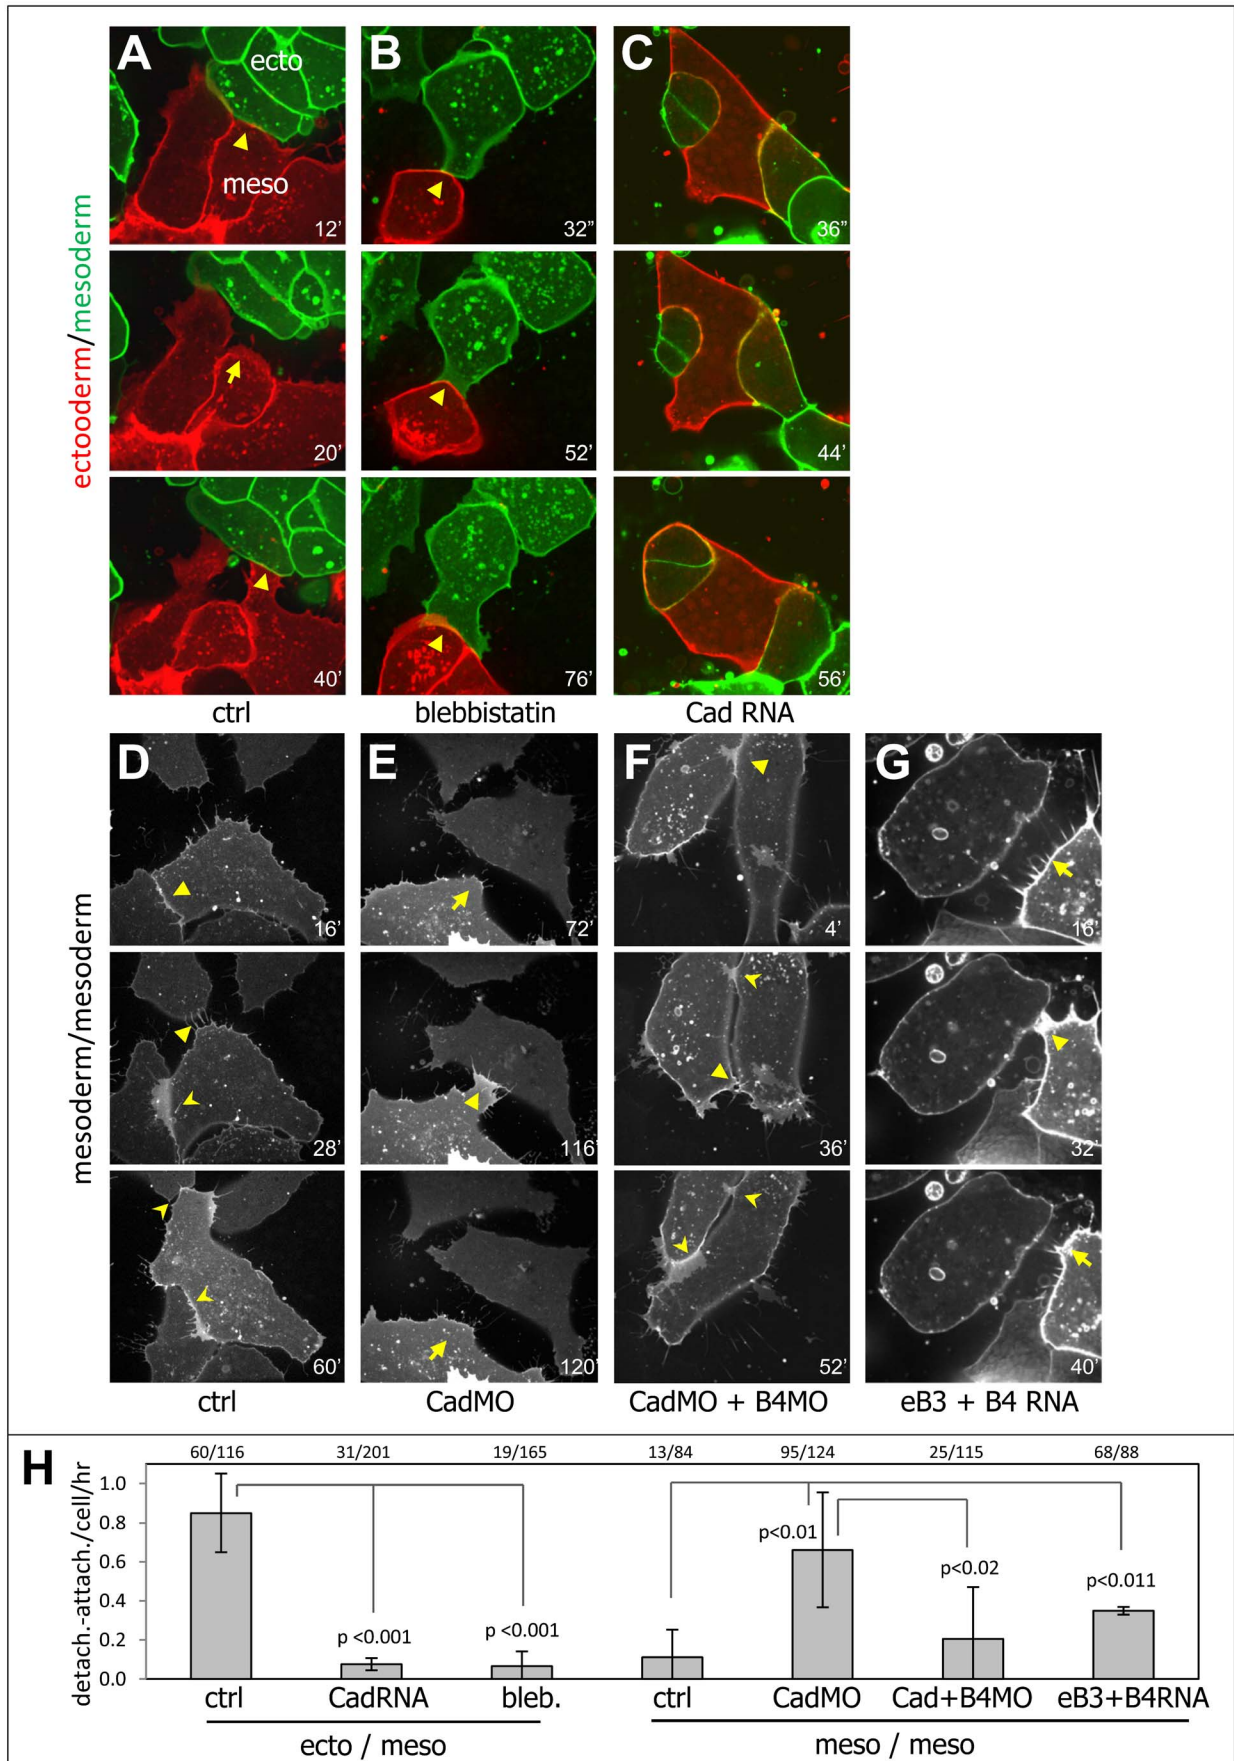 A
B
C
ecto
meso
12’
32”
36”
ectooderm/mesoderm
20’
52’
44’
40’
76’
56’
ctrl
blebbistatin
Cad RNA
D
E
F
G
16’
72’
4’
16’
mesoderm/mesoderm
28’
116’
36’
32’
60’
120’
52’
40’
ctrl
CadMO
CadMO + B4MO
eB3 + B4 RNA
H
60/116 31/201 19/165 13/84 95/124 25/115 68/88
detach.-attach./cell/hr
1.0
0.8
0.6
0.4
0.2
0.0
p <0.001
p <0.001
p<0.01
p<0.02
p<0.011
ctrl CadRNA bleb. ctrl CadMO Cad+B4MO eB3+B4RNA
ecto / meso meso / meso